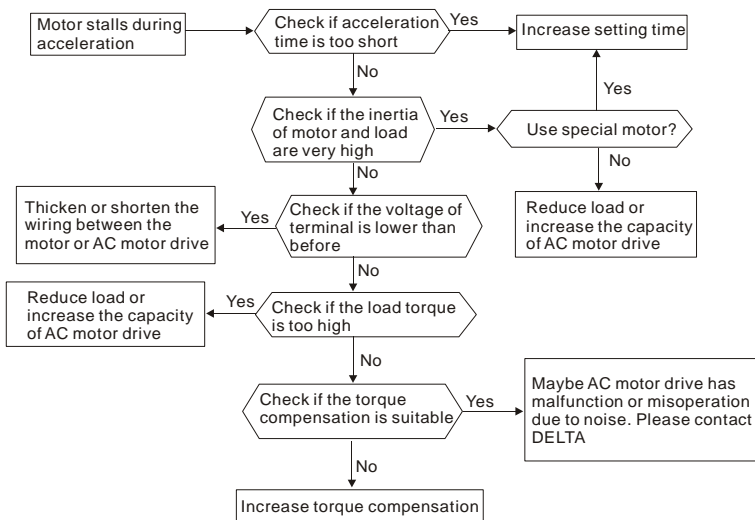 Motor stalls during
acceleration
Check if acceleration
time is too short
Yes
Increase setting time
No
Yes
Check if the inertia
of motor and load
are very high
Yes
Use special motor?
No
No
Thicken or shorten the
wiring between the
motor or AC motor drive
Yes
Check if the voltage of
terminal is lower than
before
Reduce load or
increase the capacity
of AC motor drive
No
Reduce load or
increase the capacity
of AC motor drive
Yes
Check if the load torque
is too high
No
Check if the torque
compensation is suitable
Yes
Maybe AC motor drive has
malfunction or misoperation
due to noise. Please contact
DELTA
No
Increase torque compensation